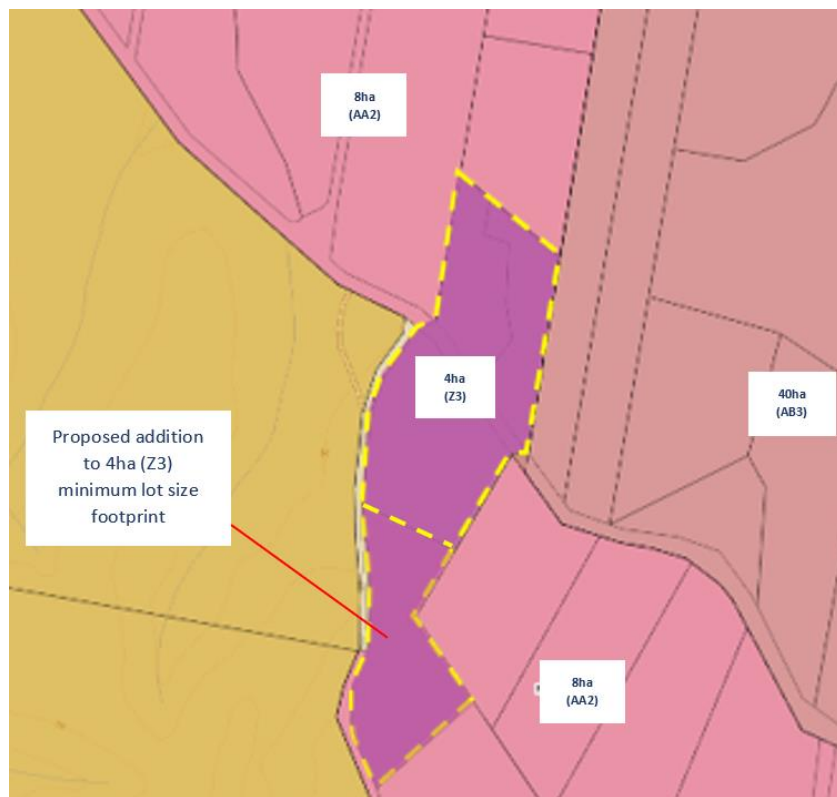 8ha
(AA2)
4ha
(Z3)
40ha
(AB3)
Proposed addition
to 4ha (Z3)
minimum lot size
footprint
8ha
(AA2)